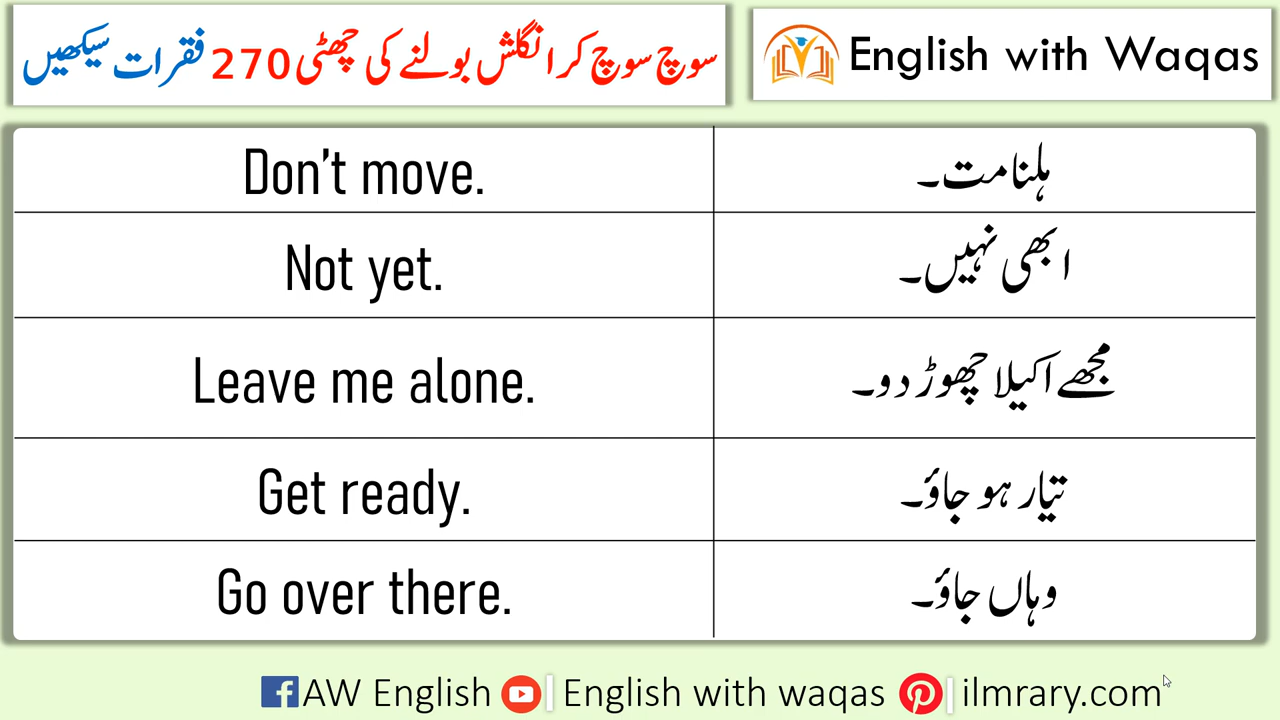 سوچ سوچ کر انگلش بولنے کی چھٹی 270 فقرات سیکھیں
English with Waqas
Don't move.
ہلنا مت۔
Not yet.
ابھی نہیں۔
Leave me alone.
مجھے اکیلا چھوڑ دو۔
Get ready.
تیار ہو جاؤ۔
Go over there.
وہاں جاؤ۔
AW English | English with waqas | ilmrary.com